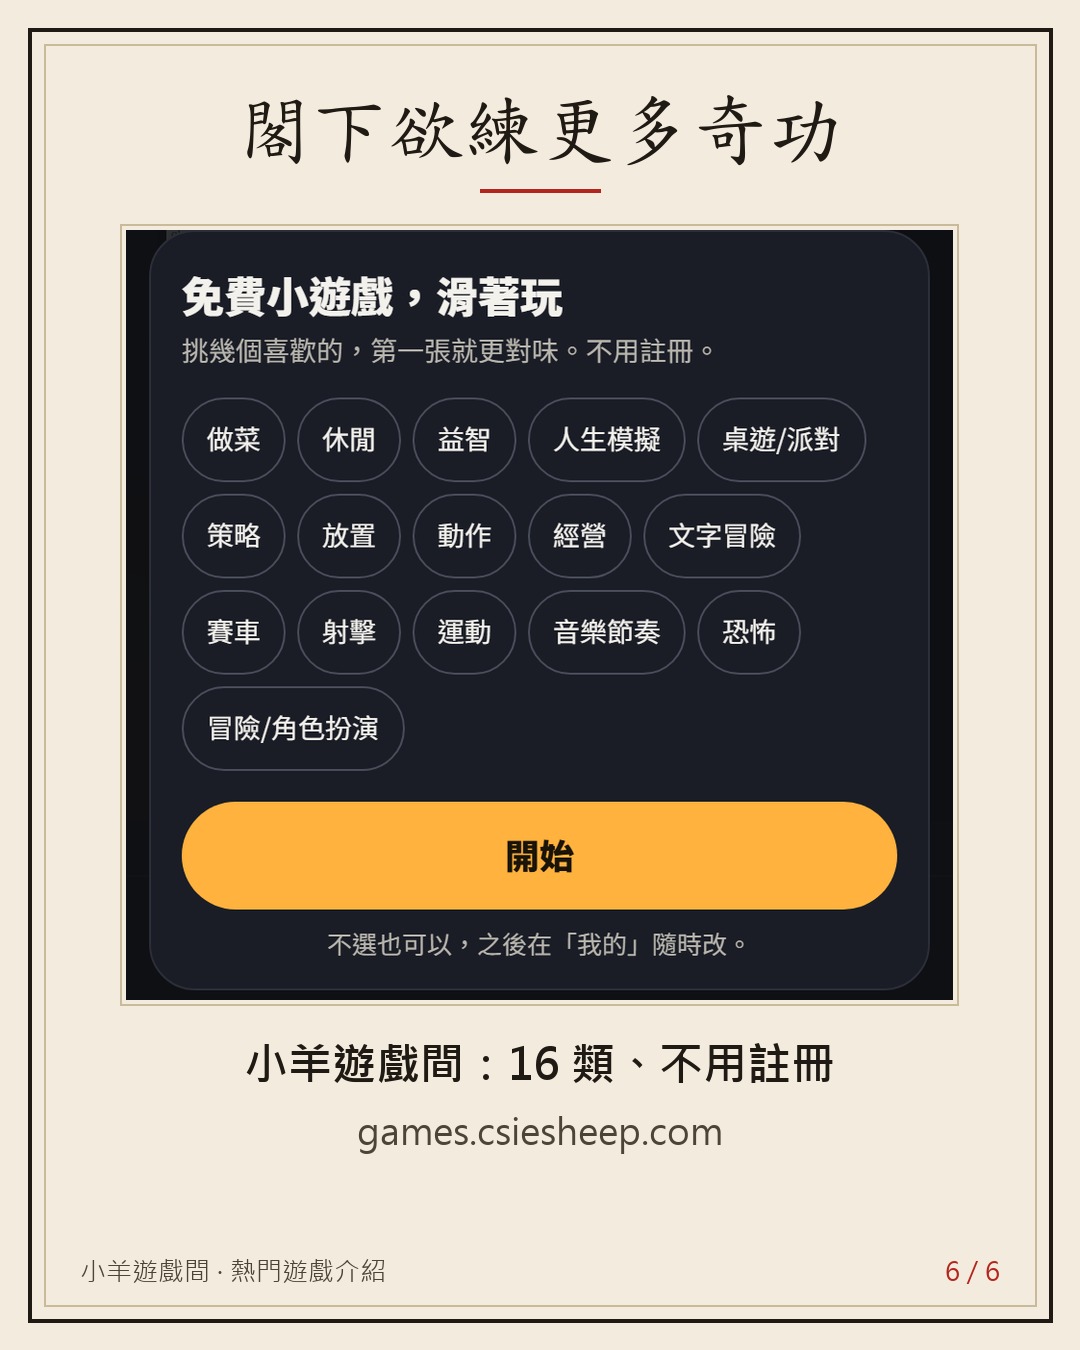 閣下欲練更多奇功
免費小遊戲，滑著玩
挑幾個喜歡的，第一張就更對味。不用註冊。
做菜 休閒 益智 人生模擬 桌遊/派對
策略 放置 動作 經營 文字冒險
賽車 射擊 運動 音樂節奏 恐怖
冒險/角色扮演
開始
不選也可以，之後在「我的」隨時改。
小羊遊戲間：16 類、不用註冊
games.csiesheep.com
小羊遊戲間 · 熱門遊戲介紹
6 / 6